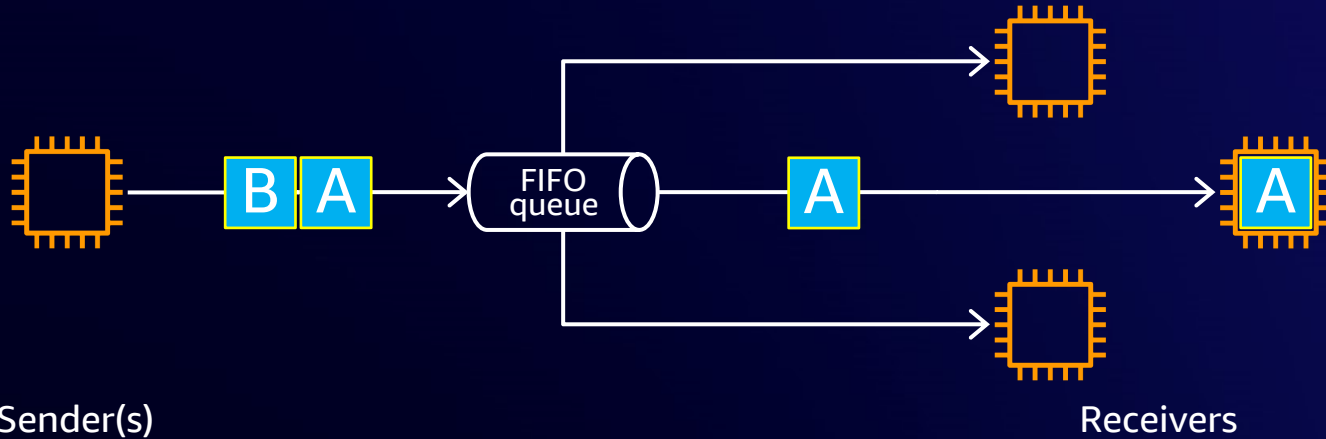 B A
FIFO
queue
A
A
Sender(s)
Receivers